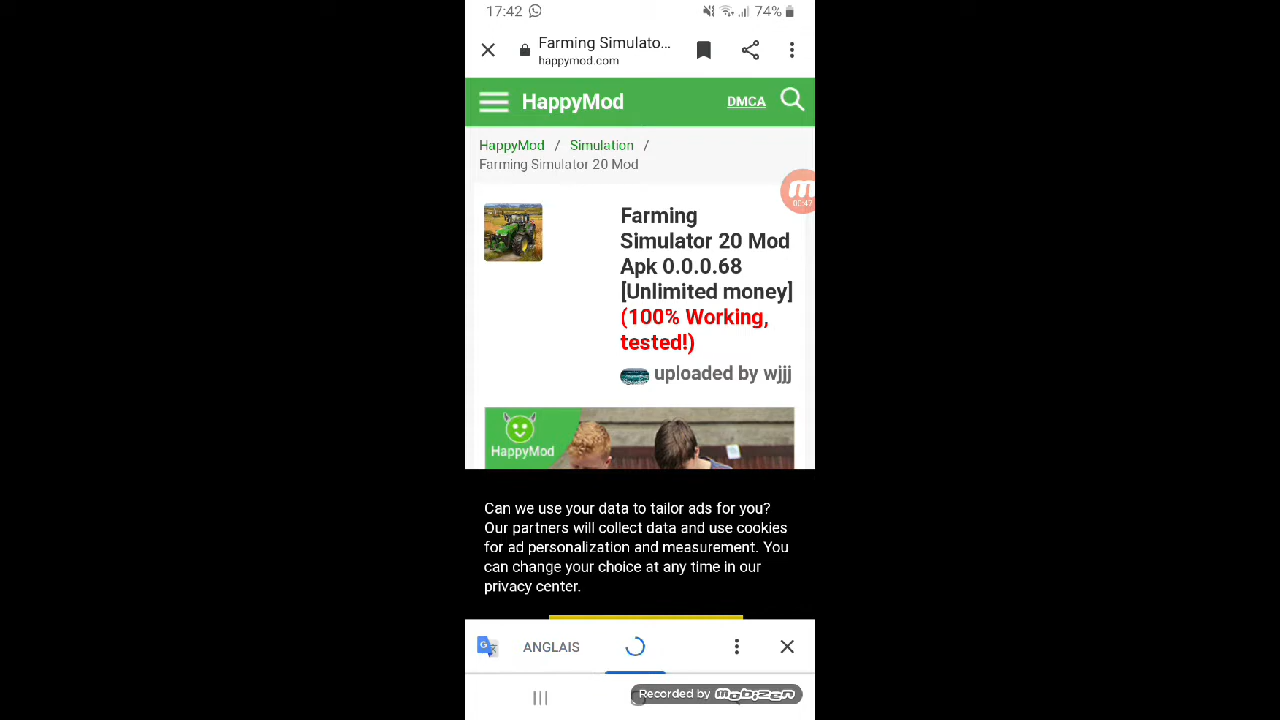 17:42
74%
Farming Simulato...
happymod.com
HappyMod
DMCA
HappyMod / Simulation /
Farming Simulator 20 Mod
00:47
Farming
Simulator 20 Mod
Apk 0.0.0.68
[Unlimited money]
(100% Working,
tested!)
uploaded by wjjj
HappyMod
Can we use your data to tailor ads for you?
Our partners will collect data and use cookies
for ad personalization and measurement. You
can change your choice at any time in our
privacy center.
ANGLAIS
Recorded by mobizen